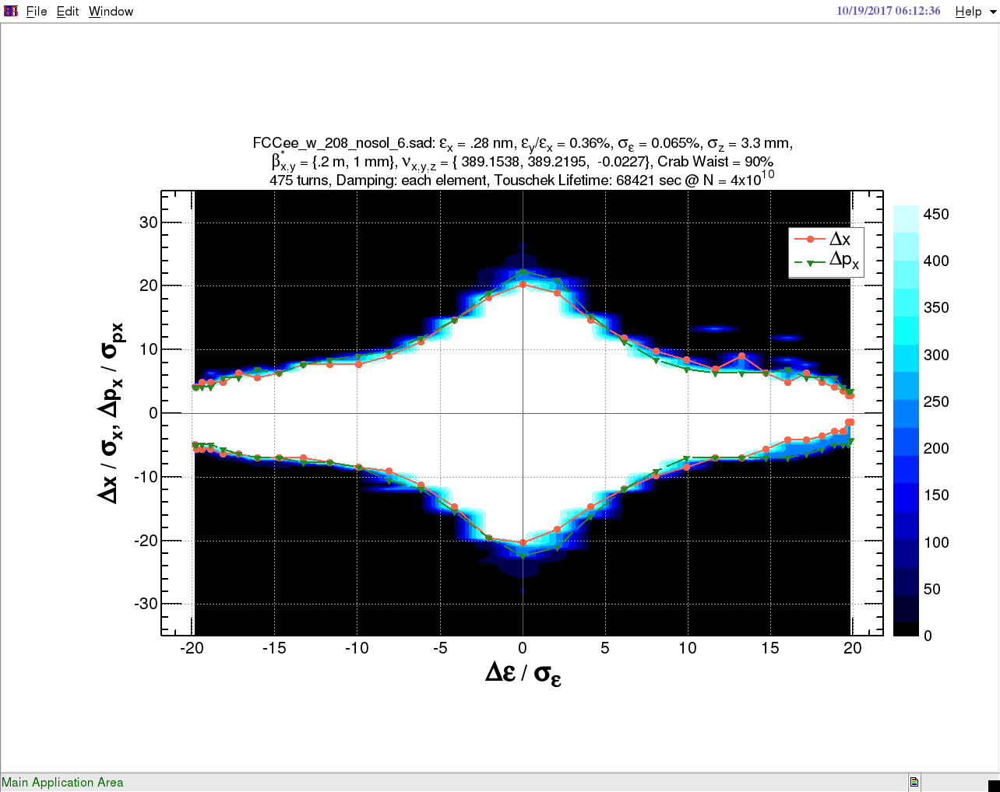 File Edit Window 10/19/2017 06:12:36 Help
FCCee_w_208_nosol_6.sad: εx = .28 nm, εy/εx = 0.36%, σε = 0.065%, σz = 3.3 mm,
β*x,y = {.2 m, 1 mm}, νx,y,z = { 389.1538, 389.2195, -0.0227}, Crab Waist = 90%
475 turns, Damping: each element, Touschek Lifetime: 68421 sec @ N = 4x10^10
Δx / σx, Δpx / σpx
30
20
10
0
-10
-20
-30
Δx
Δpx
450
400
350
300
250
200
150
100
50
0
-20 -15 -10 -5 0 5 10 15 20
Δε / σε
Main Application Area